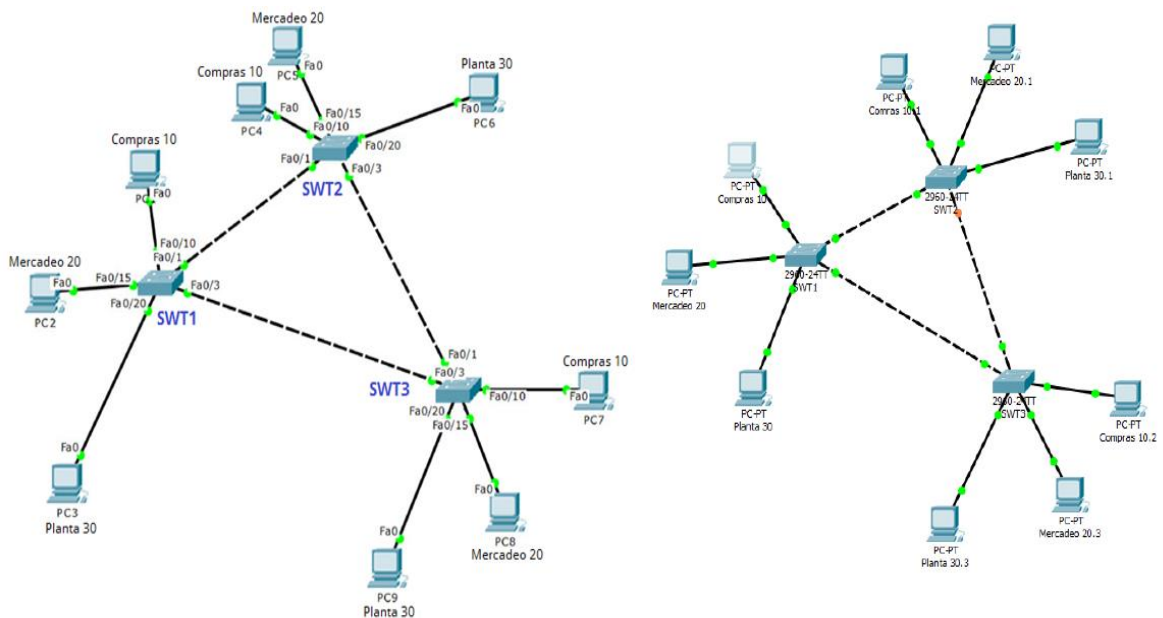 Mercadeo 20
Fa0
PC5
Compras 10
Fa0
PC4
Planta 30
Fa0
PC6
Fa0/15
Fa0/10
Fa0/20
Fa0/1
Fa0/3
SWT2
Compras 10
Fa0
Fa0/10
Fa0/1
Mercadeo 20
Fa0
Fa0/15
PC2
Fa0/20
Fa0/3
SWT1
Fa0
PC3
Planta 30
Fa0/1
Fa0/3
SWT3
Fa0/10
Compras 10
Fa0
PC7
Fa0/20
Fa0/15
Fa0
PC8
Mercadeo 20
Fa0
PC9
Planta 30
PC-PT
Mercadeo 20.1
PC-PT
Compras 10.1
PC-PT
Planta 30.1
2960-24TT
SWT2
PC-PT
Compras 10
2960-24TT
SWT1
PC-PT
Mercadeo 20
PC-PT
Planta 30
2960-24TT
SWT3
PC-PT
Compras 10.2
PC-PT
Mercadeo 20.3
PC-PT
Planta 30.3